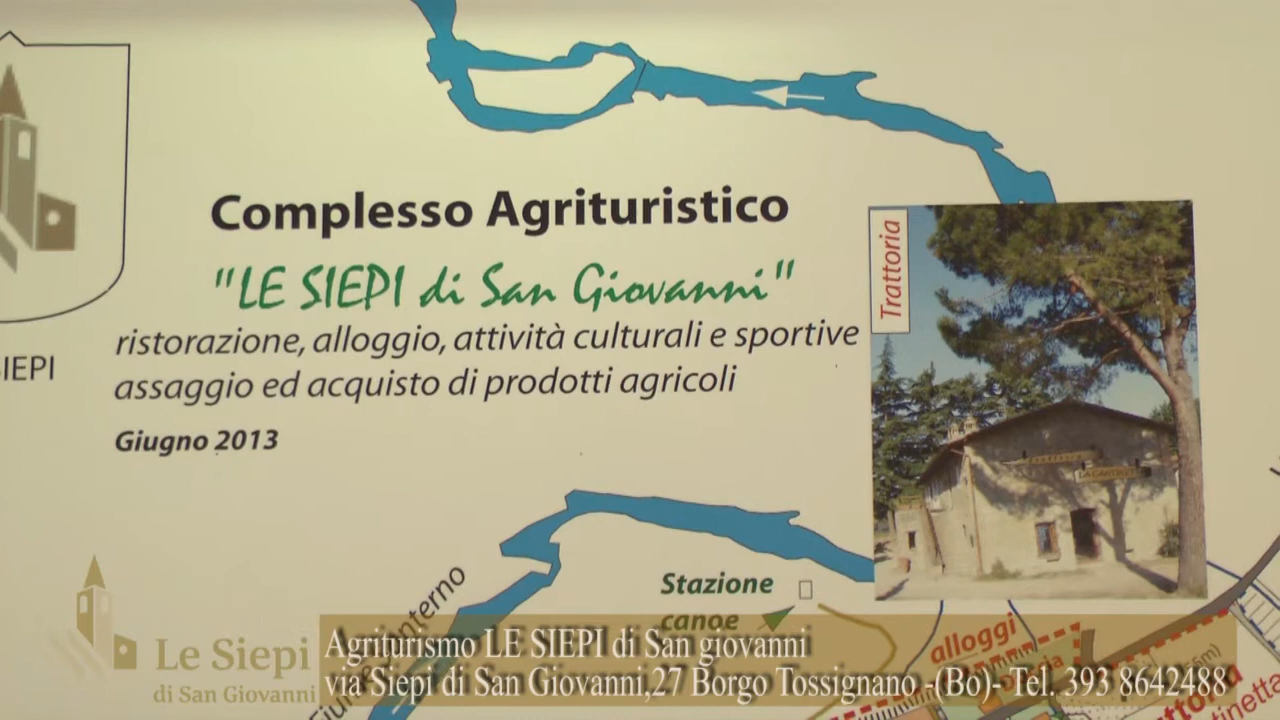 Complesso Agrituristico
"LE SIEPI di San Giovanni"
ristorazione, alloggio, attività culturali e sportive
assaggio ed acquisto di prodotti agricoli
Giugno 2013
SIEPI
Trattoria
Stazione
canoe
alloggi
Le Siepi
di San Giovanni
Agriturismo LE SIEPI di San giovanni
via Siepi di San Giovanni,27 Borgo Tossignano -(Bo)- Tel. 393 8642488